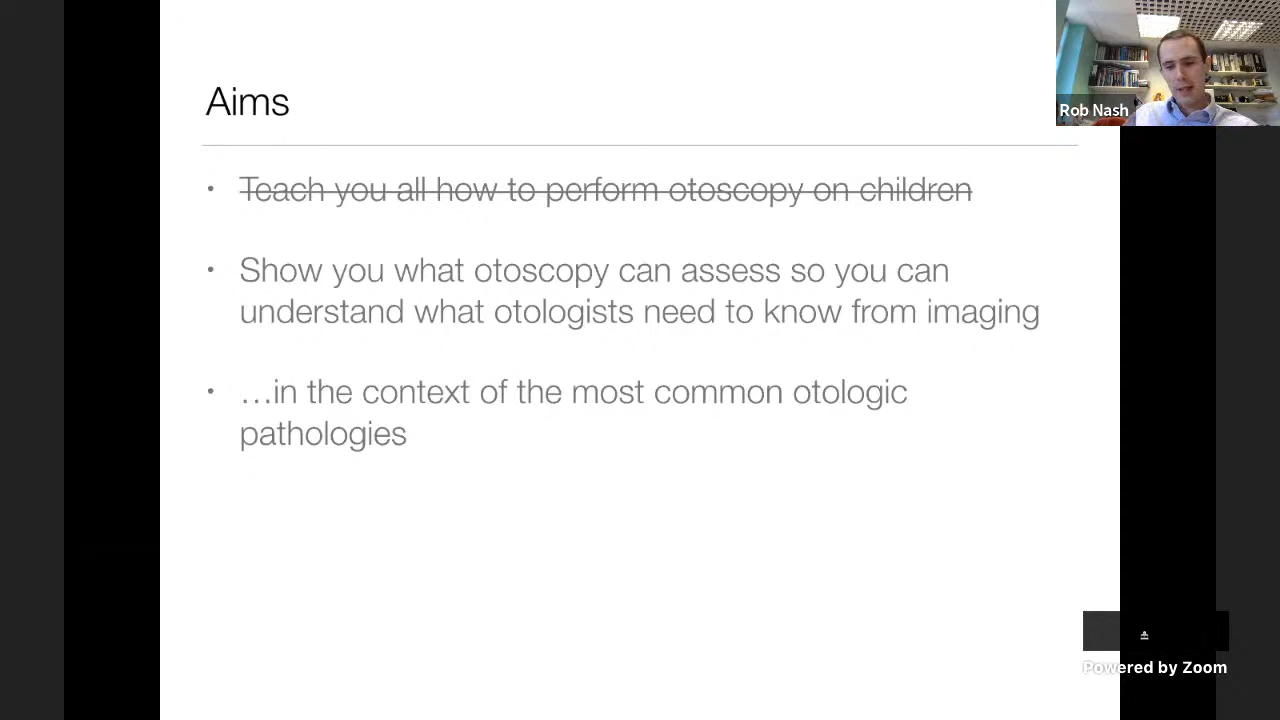 Aims
Rob Nash
• Teach you all how to perform otoscopy on children
• Show you what otoscopy can assess so you can
understand what otologists need to know from imaging
• …in the context of the most common otologic
pathologies
Powered by Zoom